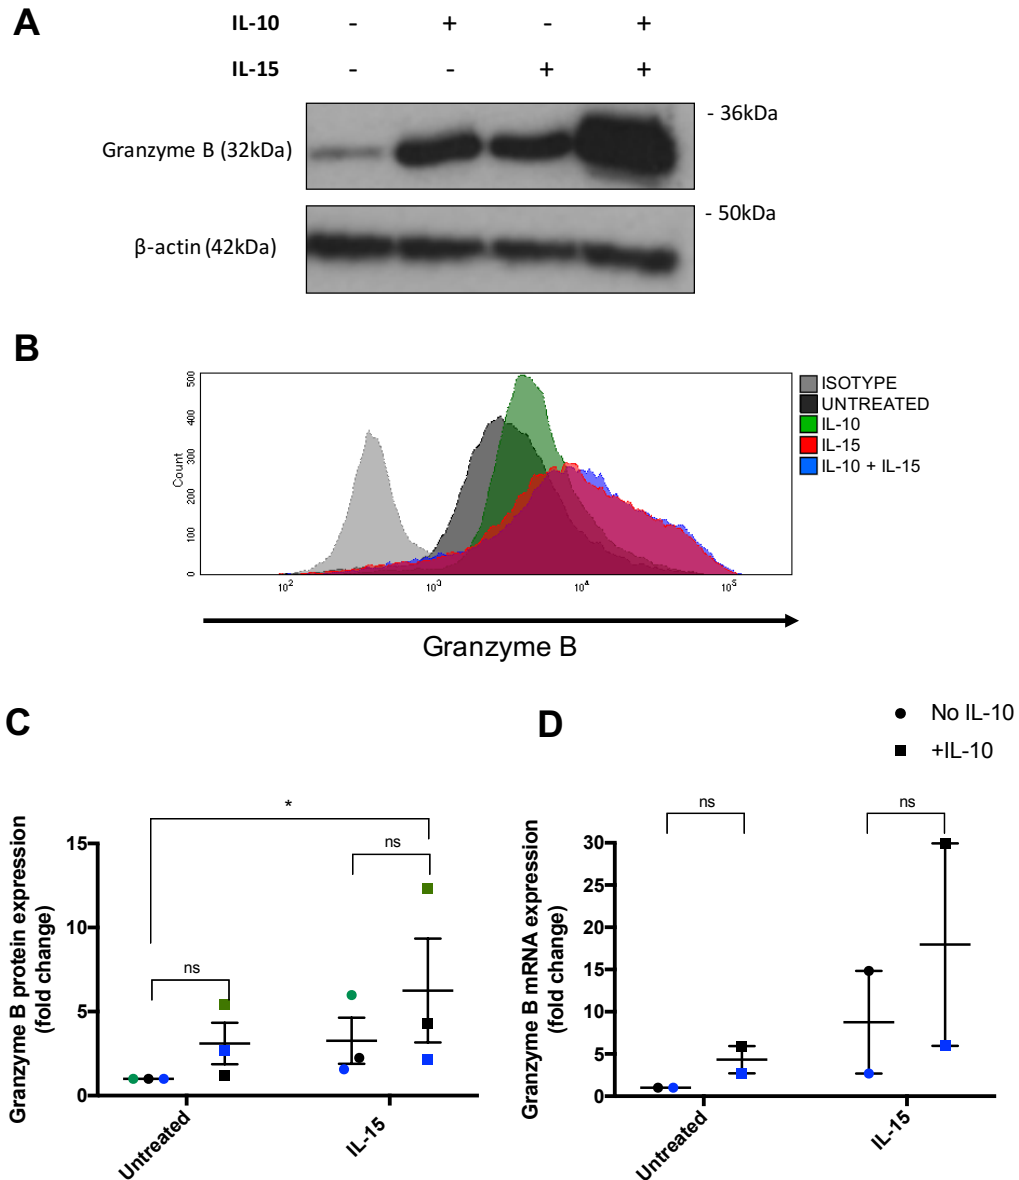 A
IL-10 - + - +
IL-15 - - + +
- 36kDa
Granzyme B (32kDa)
- 50kDa
β-actin (42kDa)
B
500
400
300
200
100
0
Count
10² 10³ 10⁴ 10⁵
Granzyme B
ISOTYPE
UNTREATED
IL-10
IL-15
IL-10 + IL-15
C
Granzyme B protein expression
(fold change)
15
10
5
0
*
ns
ns
Untreated
IL-15
D
No IL-10
+IL-10
Granzyme B mRNA expression
(fold change)
30
25
20
15
10
5
0
ns
ns
Untreated
IL-15